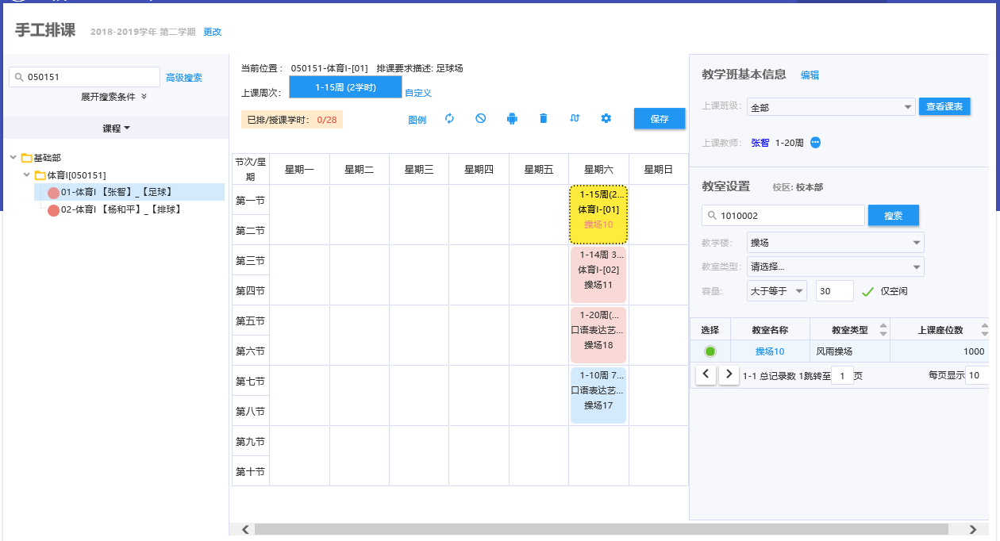 手工排课 2018-2019学年 第二学期 更改
050151 高级搜索
展开搜索条件
课程
基础部
体育I[050151]
01-体育I 【张智】_【足球】
02-体育I 【杨和平】_【排球】
当前位置： 050151-体育I-[01] 排课要求描述: 足球场
上课周次: 1-15周 (2学时) 自定义
已排/授课学时: 0/28 图例 保存
节次/星期 星期一 星期二 星期三 星期四 星期五 星期六 星期日
第一节
第二节
第三节
第四节
第五节
第六节
第七节
第八节
第九节
第十节
1-15周(2...
体育I-[01]
操场10
1-14周 3...
体育I-[02]
操场11
1-20周(...
口语表达艺...
操场18
1-10周 7...
口语表达艺...
操场17
教学班基本信息 编辑
上课班级: 全部 查看课表
上课教师: 张智 1-20周
教室设置 校区: 校本部
1010002 搜索
教学楼: 操场
教室类型: 请选择...
容量: 大于等于 30 仅空闲
选择 教室名称 教室类型 上课座位数
操场10 风雨操场 1000
1-1 总记录数 1跳转至 1 页 每页显示 10